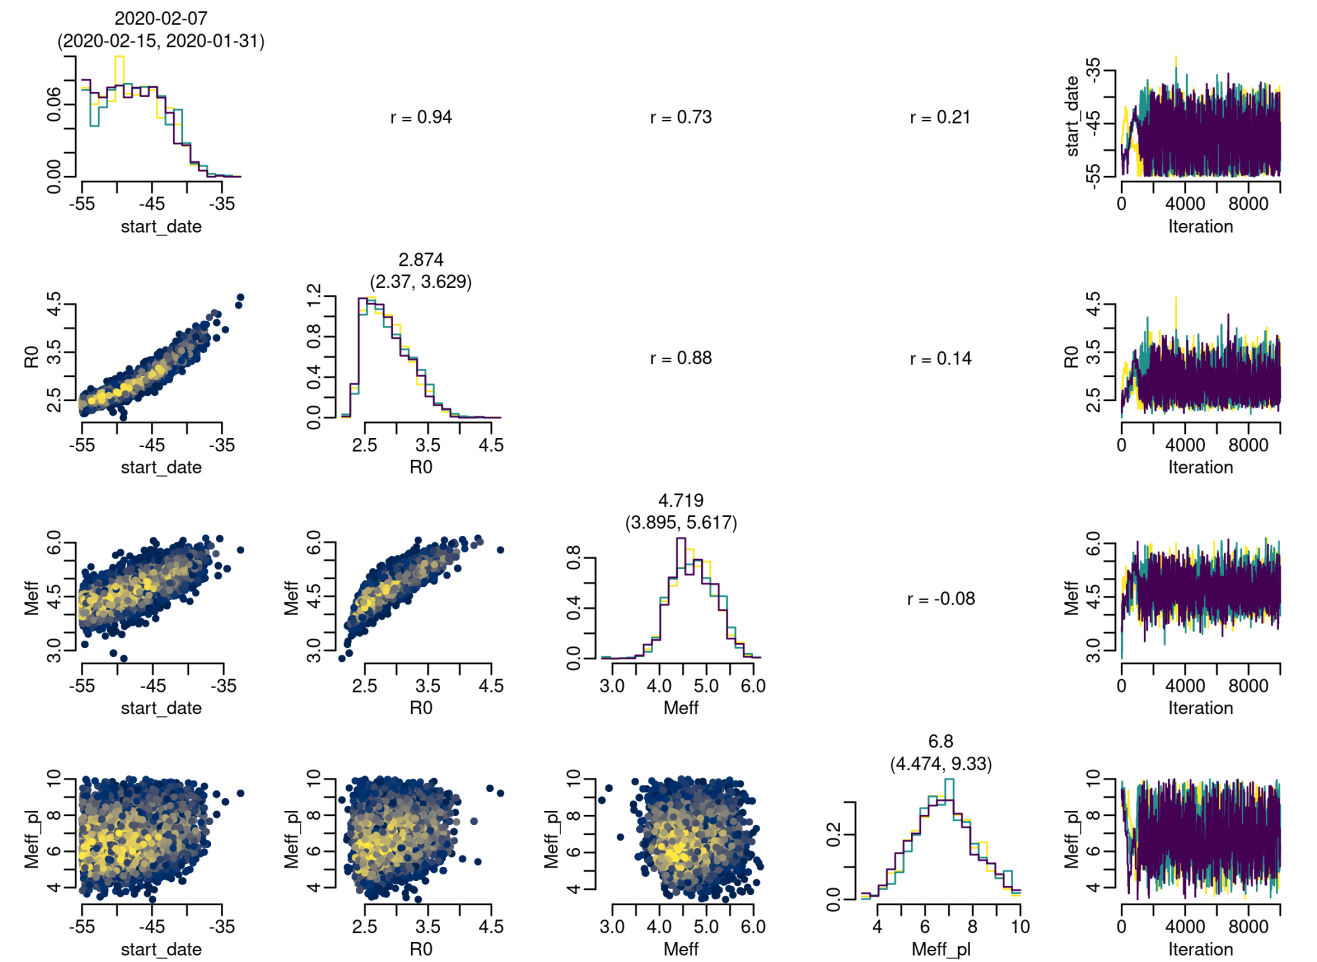 2020-02-07
(2020-02-15, 2020-01-31)
0.00 0.06
-55 -45 -35
start_date
r = 0.94
r = 0.73
r = 0.21
start_date
-55 -45 -35
0 4000 8000
Iteration
R0
2.5 3.5 4.5
-55 -45 -35
start_date
2.874
(2.37, 3.629)
0.0 0.4 0.8 1.2
2.5 3.5 4.5
R0
r = 0.88
r = 0.14
R0
2.5 3.5 4.5
0 4000 8000
Iteration
Meff
3.0 4.5 6.0
-55 -45 -35
start_date
Meff
3.0 4.5 6.0
2.5 3.5 4.5
R0
4.719
(3.895, 5.617)
0.0 0.4 0.8
3.0 4.0 5.0 6.0
Meff
r = -0.08
Meff
3.0 4.5 6.0
0 4000 8000
Iteration
Meff_pl
4 6 8 10
-55 -45 -35
start_date
Meff_pl
4 6 8 10
2.5 3.5 4.5
R0
Meff_pl
4 6 8 10
3.0 4.0 5.0 6.0
Meff
6.8
(4.474, 9.33)
0.0 0.2
4 6 8 10
Meff_pl
Meff_pl
4 6 8 10
0 4000 8000
Iteration